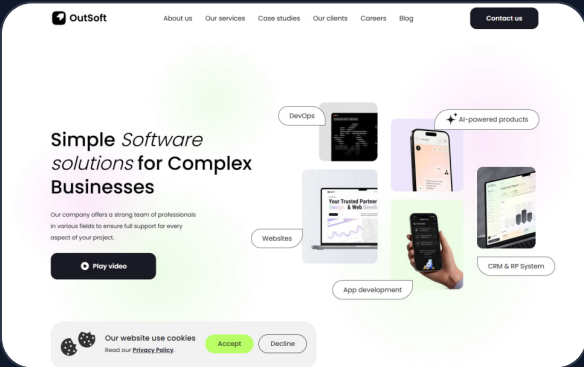 OutSoft
About us
Our services
Case studies
Our clients
Careers
Blog
Contact us
Simple Software
solutions for Complex
Businesses
Our company offers a strong team of professionals
in various fields to ensure full support for every
aspect of your project.
Play video
DevOps
AI-powered products
Your Trusted Partner
& Web
Websites
App development
CRM & RP System
Our website use cookies
Read our Privacy Policy.
Accept
Decline